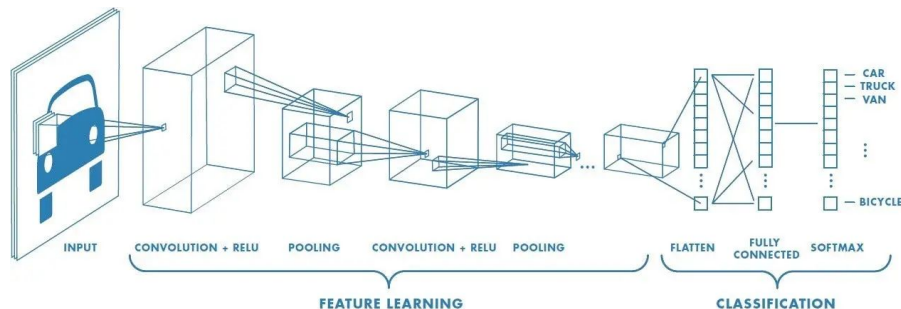 CAR
TRUCK
VAN
BICYCLE
INPUT
CONVOLUTION + RELU
POOLING
CONVOLUTION + RELU
POOLING
FLATTEN
FULLY
CONNECTED
SOFTMAX
FEATURE LEARNING
CLASSIFICATION